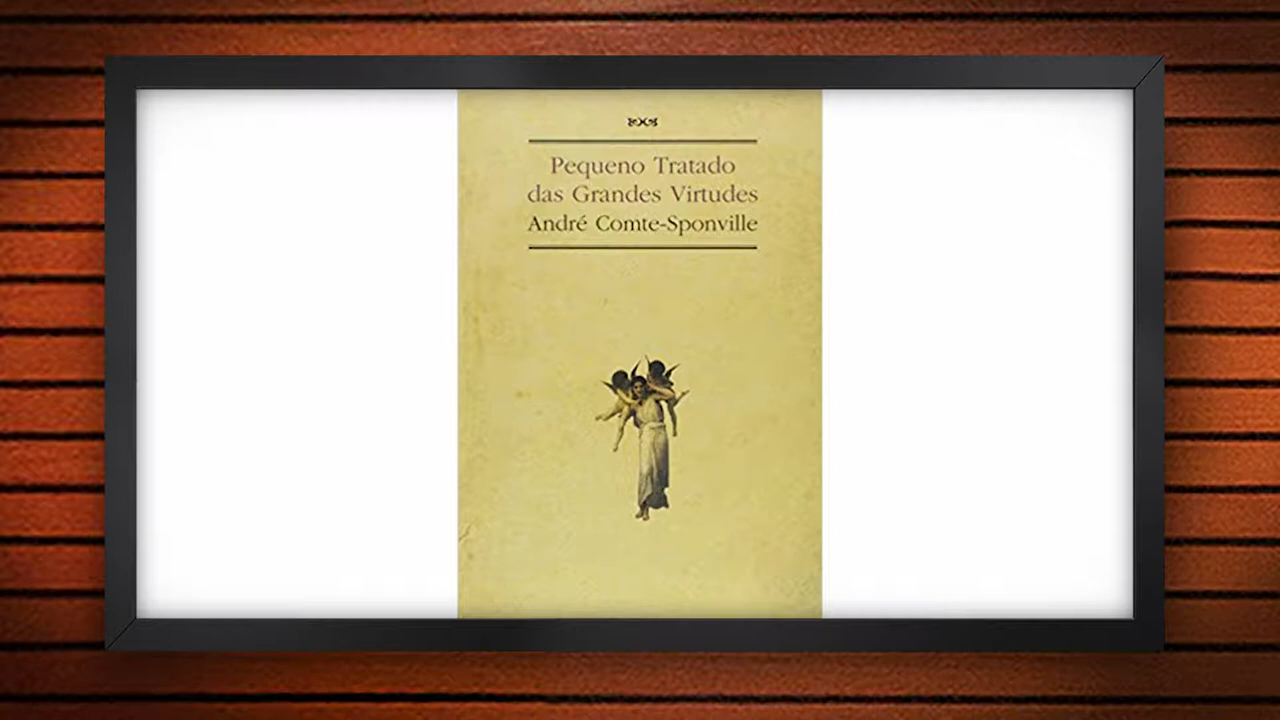 Pequeno Tratado
das Grandes Virtudes
André Comte-Sponville